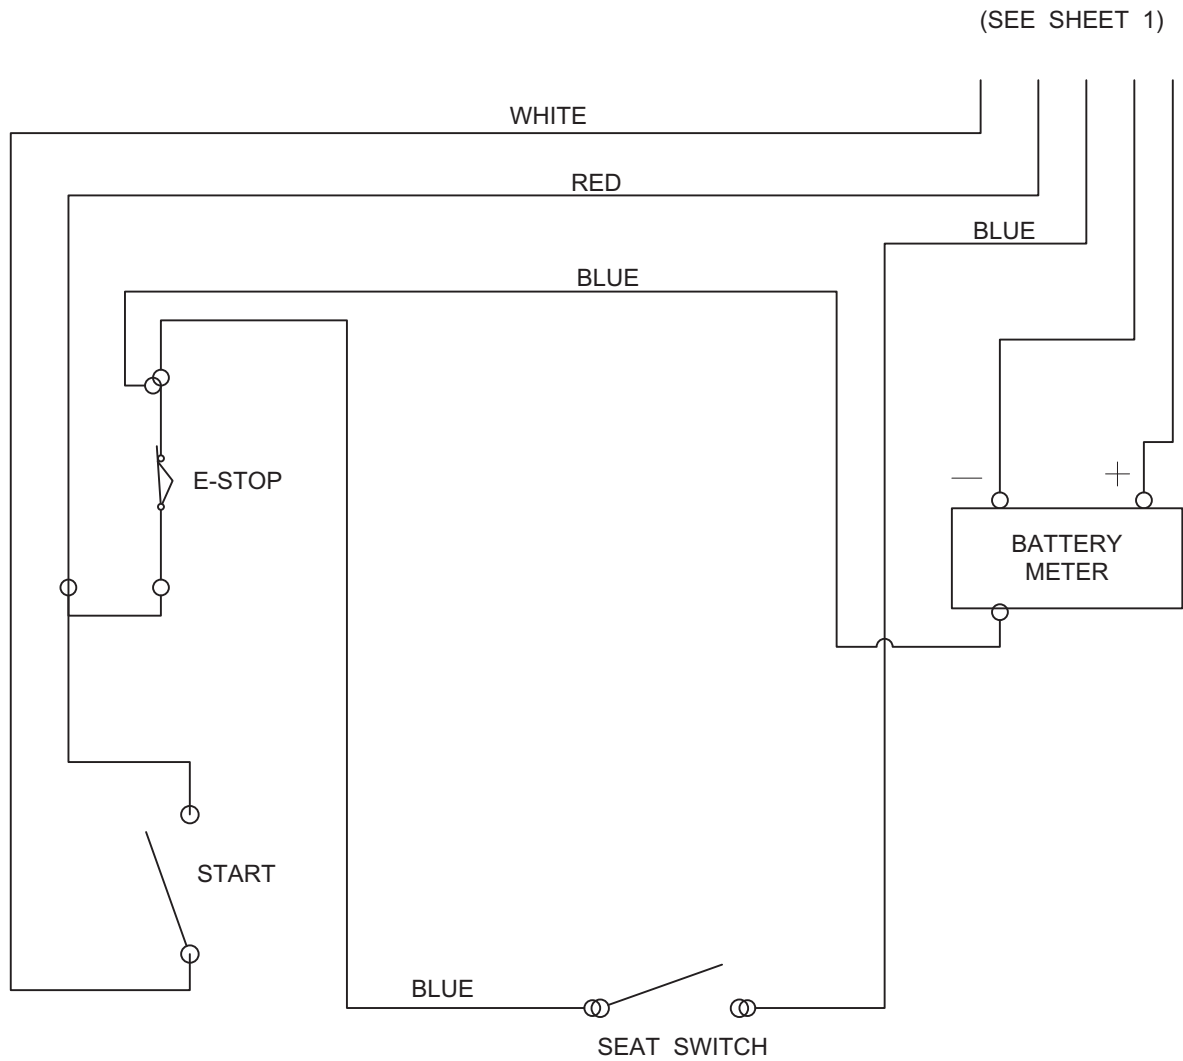 (SEE SHEET 1)
WHITE
RED
BLUE
BLUE
E-STOP
— +
BATTERY
METER
START
BLUE
SEAT SWITCH